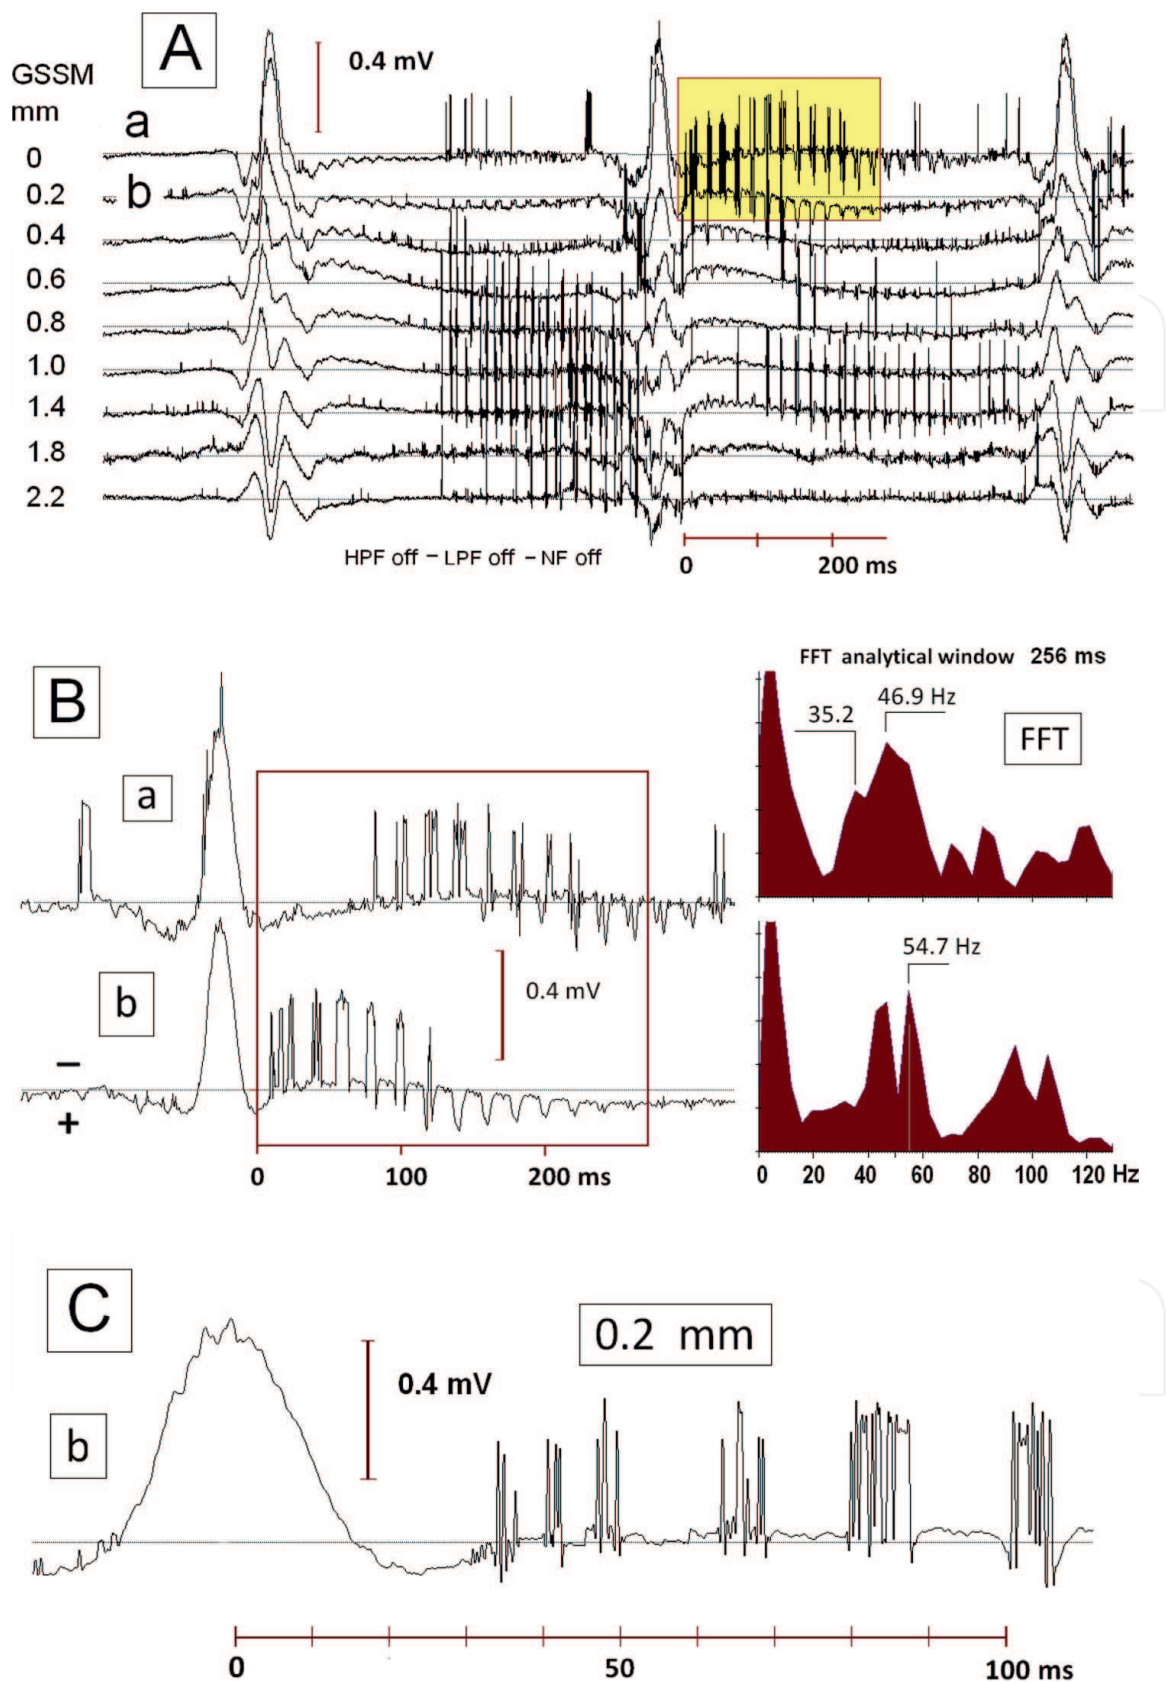 A
0.4 mV
GSSM
mm
a
0
b
0.2
0.4
0.6
0.8
1.0
1.4
1.8
2.2
HPF off – LPF off – NF off
0 200 ms
B
FFT analytical window 256 ms
46.9 Hz
35.2
FFT
a
b
0.4 mV
54.7 Hz
–
+
0 100 200 ms
0 20 40 60 80 100 120 Hz
C
0.2 mm
0.4 mV
b
0 50 100 ms